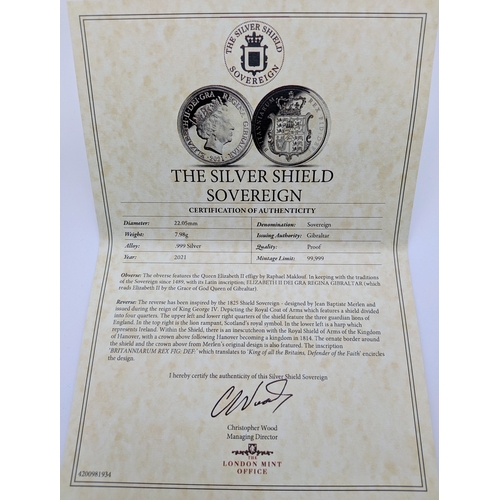 THE SILVER SHIELD
SOVEREIGN
ELIZABETH II DEI GRA REGINA GIBRALTAR
·2021·
BRITANNIARUM REX FID
THE SILVER SHIELD
SOVEREIGN
CERTIFICATION OF AUTHENTICITY
Diameter: 22.05mm Denomination: Sovereign
Weight: 7.98g Issuing Authority: Gibraltar
Alloy: .999 Silver Quality: Proof
Year: 2021 Mintage Limit: 99,999
Obverse: The obverse features the Queen Elizabeth II effigy by Raphael Maklouf. In keeping with the traditions
of the Sovereign since 1489, with its Latin inscription; ELIZABETH II DEI GRA REGINA GIBRALTAR (which
reads Elizabeth II by the Grace of God Queen of Gibraltar)
Reverse: The reverse has been inspired by the 1825 Shield Sovereign - designed by Jean Baptiste Merlen and
issued during the reign of King George IV. Depicting the Royal Coat of Arms which features a shield divided
into four quarters. The upper left and lower right quarters of the shield feature the three guardian lions of
England. In the top right is the lion rampant, Scotland's royal symbol. In the lower left is a harp which
represents Ireland. Within the Shield, there is an inescutcheon with the Royal Shield of Arms of the Kingdom
of Hanover, with a crown above following Hanover becoming a kingdom in 1814. The ornate border around
the shield and the crown above from Merlen's original design is also featured. The inscription
'BRITANNIARUM REX FIG: DEF:' which translates to 'King of all the Britains, Defender of the Faith' encircles
the design.
I hereby certify the authenticity of this Silver Shield Sovereign
C Wood
Christopher Wood
Managing Director
THE
LONDON MINT
OFFICE
4200981934